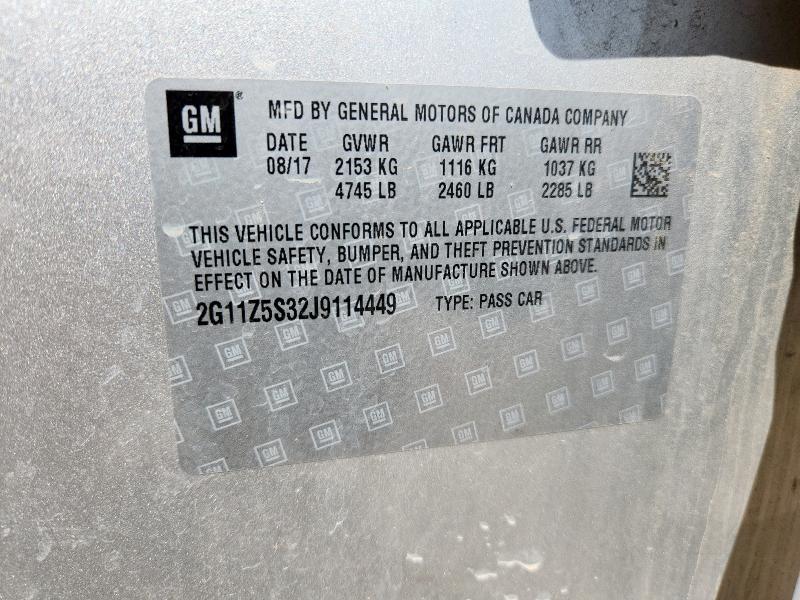 GM ®
MFD BY GENERAL MOTORS OF CANADA COMPANY
DATE GVWR GAWR FRT GAWR RR
08/17 2153 KG 1116 KG 1037 KG
4745 LB 2460 LB 2285 LB
THIS VEHICLE CONFORMS TO ALL APPLICABLE U.S. FEDERAL MOTOR
VEHICLE SAFETY, BUMPER, AND THEFT PREVENTION STANDARDS IN
EFFECT ON THE DATE OF MANUFACTURE SHOWN ABOVE.
2G11Z5S32J9114449 TYPE: PASS CAR